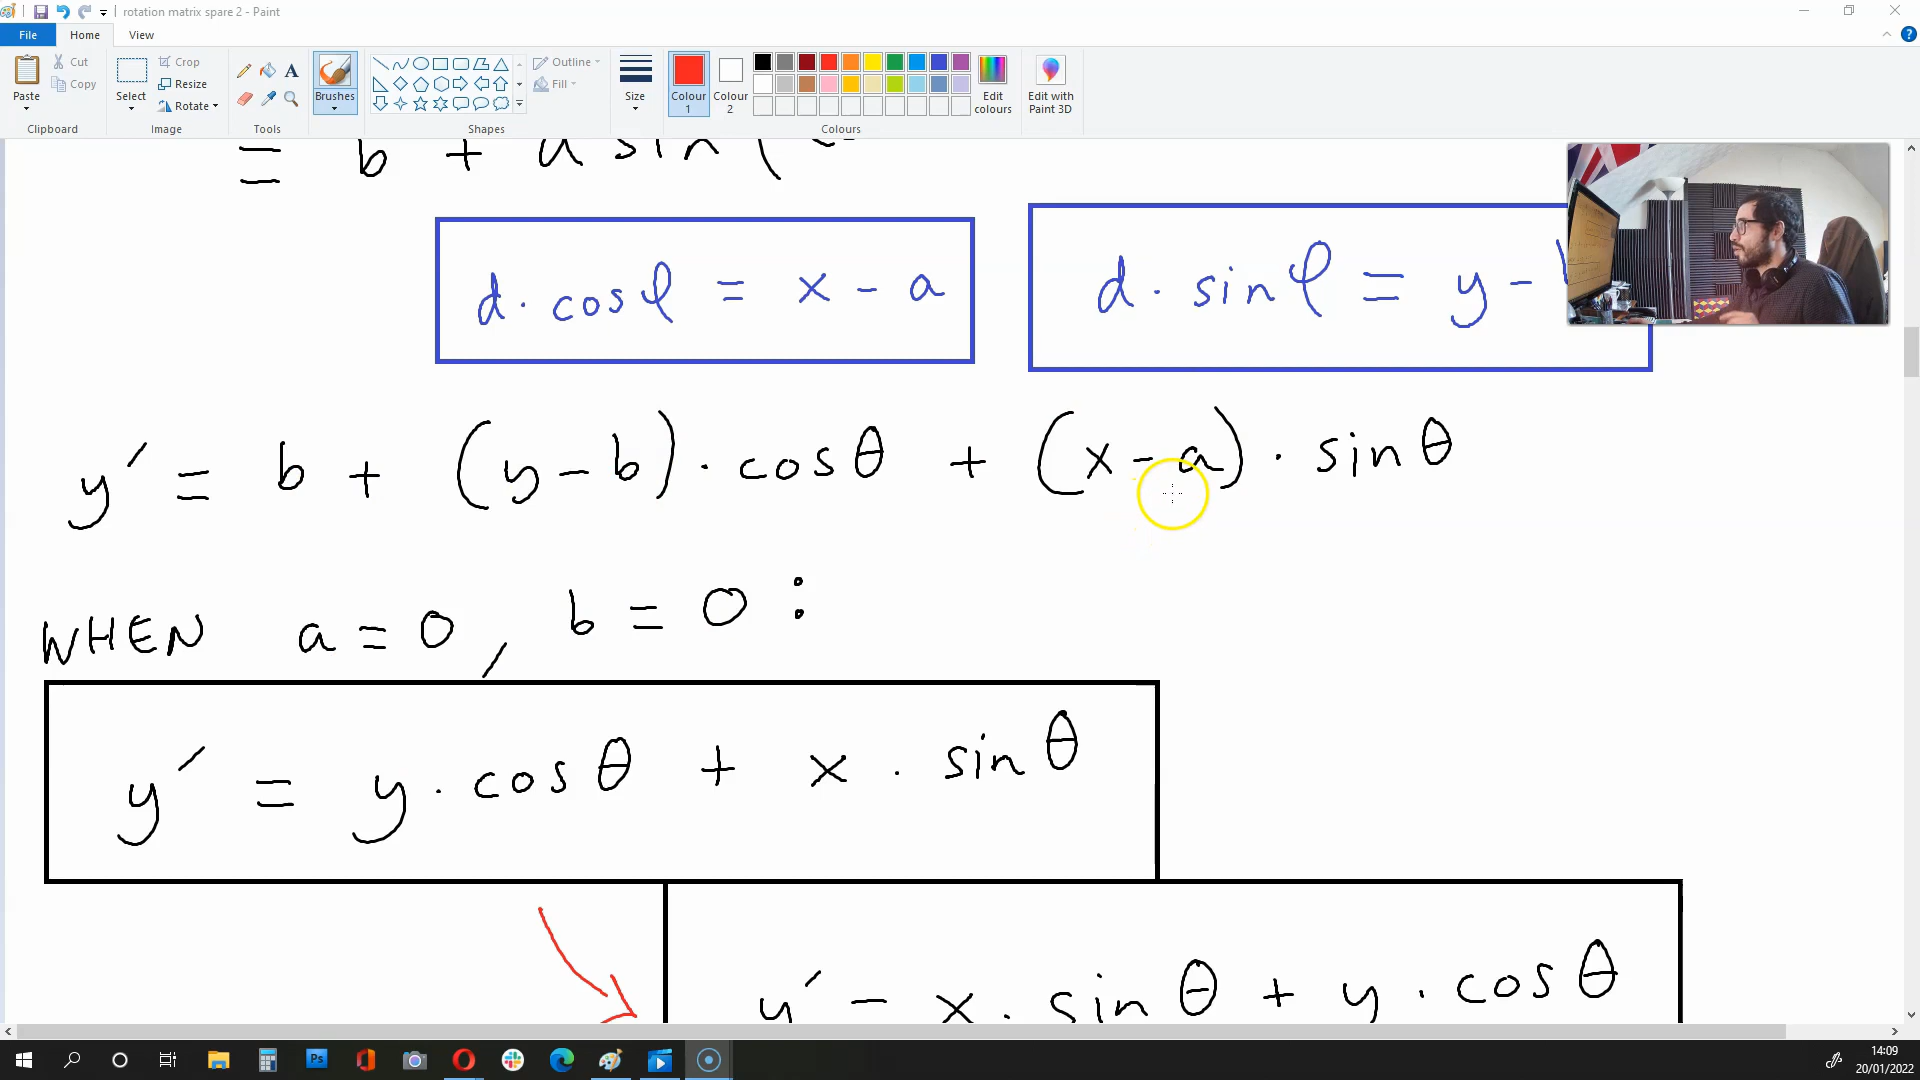 rotation matrix spare 2 - Paint
File Home View
Paste
Cut
Copy
Clipboard
Select
Crop
Resize
Rotate
Image
Tools
Brushes
Shapes
Outline
Fill
Size
Colour 1
Colour 2
Edit colours
Colours
Edit with Paint 3D
= b + d sin φ
d · cos φ = x - a
d · sin φ = y -
y′ = b + (y - b) · cos θ + (x - a) · sin θ
WHEN a = 0, b = 0 :
y′ = y · cos θ + x · sin θ
y′ = x · sin θ + y · cos θ
14:09
20/01/2022